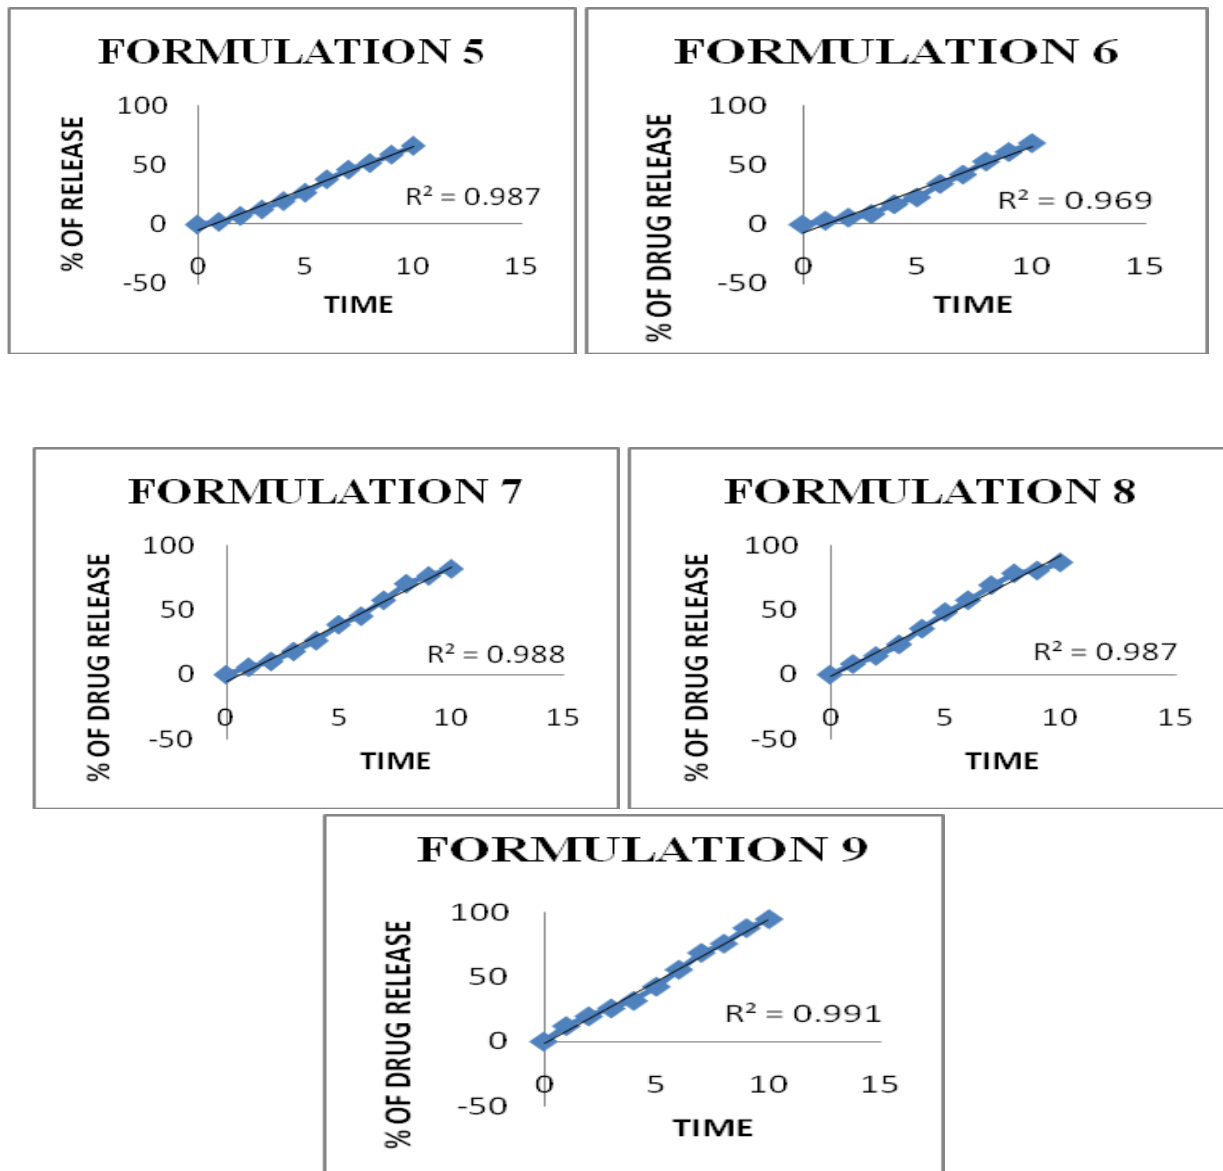 FORMULATION 5
% OF RELEASE
100
50
0
-50
R² = 0.987
0 5 10 15
TIME
FORMULATION 6
% OF DRUG RELEASE
100
50
0
-50
R² = 0.969
0 5 10 15
TIME
FORMULATION 7
% OF DRUG RELEASE
100
50
0
-50
R² = 0.988
0 5 10 15
TIME
FORMULATION 8
% OF DRUG RELEASE
100
50
0
-50
R² = 0.987
0 5 10 15
TIME
FORMULATION 9
% OF DRUG RELEASE
100
50
0
-50
R² = 0.991
0 5 10 15
TIME